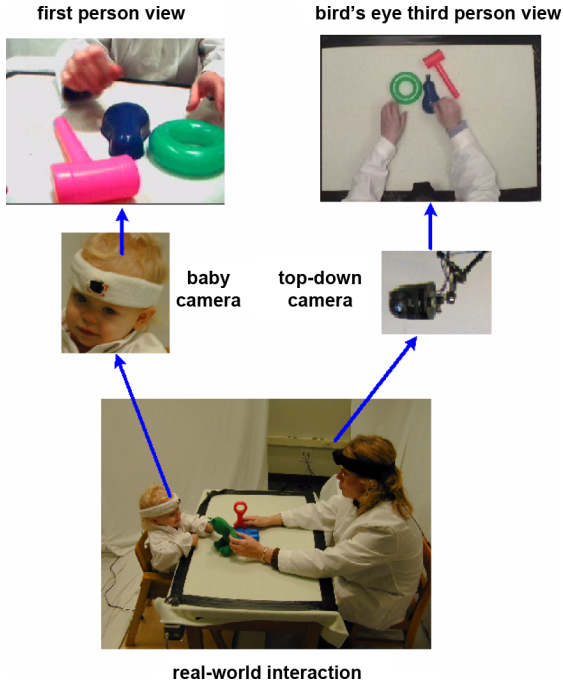 first person view
bird's eye third person view
baby
camera
top-down
camera
real-world interaction